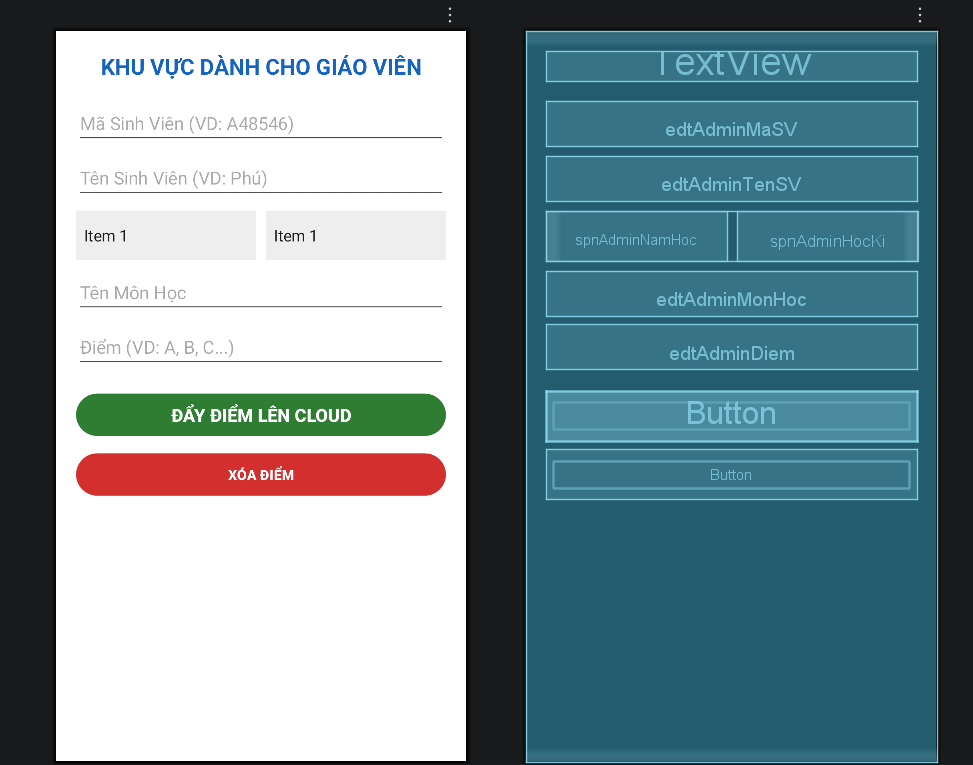 KHU VỰC DÀNH CHO GIÁO VIÊN
Mã Sinh Viên (VD: A48546)
Tên Sinh Viên (VD: Phú)
Item 1
Item 1
Tên Môn Học
Điểm (VD: A, B, C...)
ĐẨY ĐIỂM LÊN CLOUD
XÓA ĐIỂM
TextView
edtAdminMaSV
edtAdminTenSV
spnAdminNamHoc
spnAdminHocKi
edtAdminMonHoc
edtAdminDiem
Button
Button